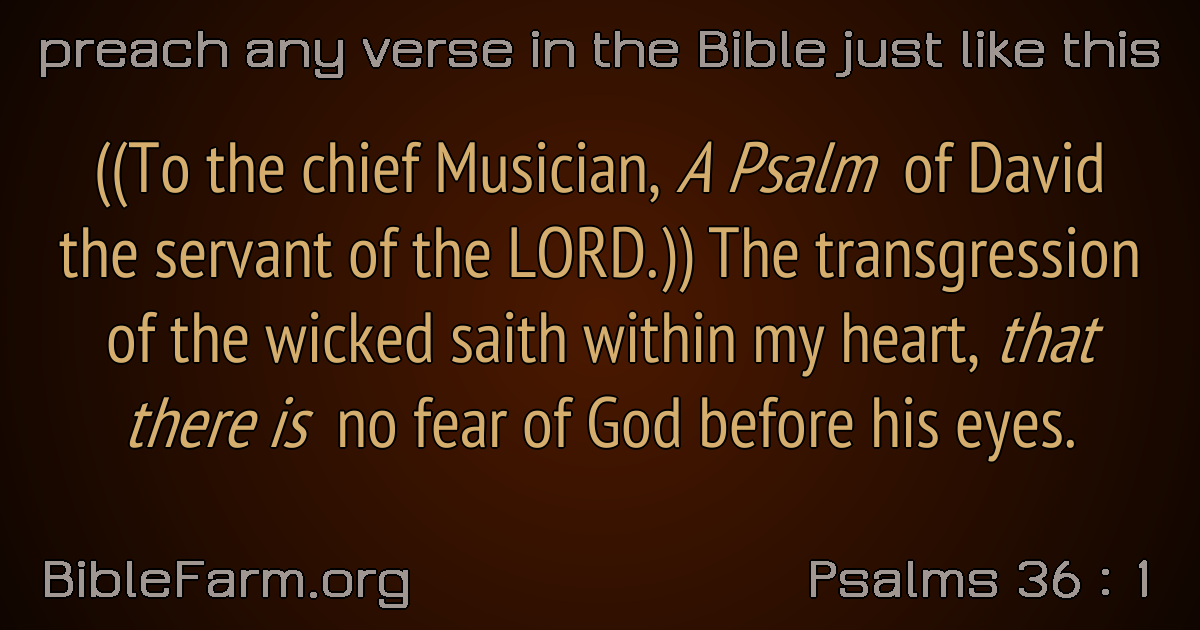 preach any verse in the Bible just like this
((To the chief Musician, A Psalm of David
the servant of the LORD.)) The transgression
of the wicked saith within my heart, that
there is no fear of God before his eyes.
BibleFarm.org
Psalms 36 : 1